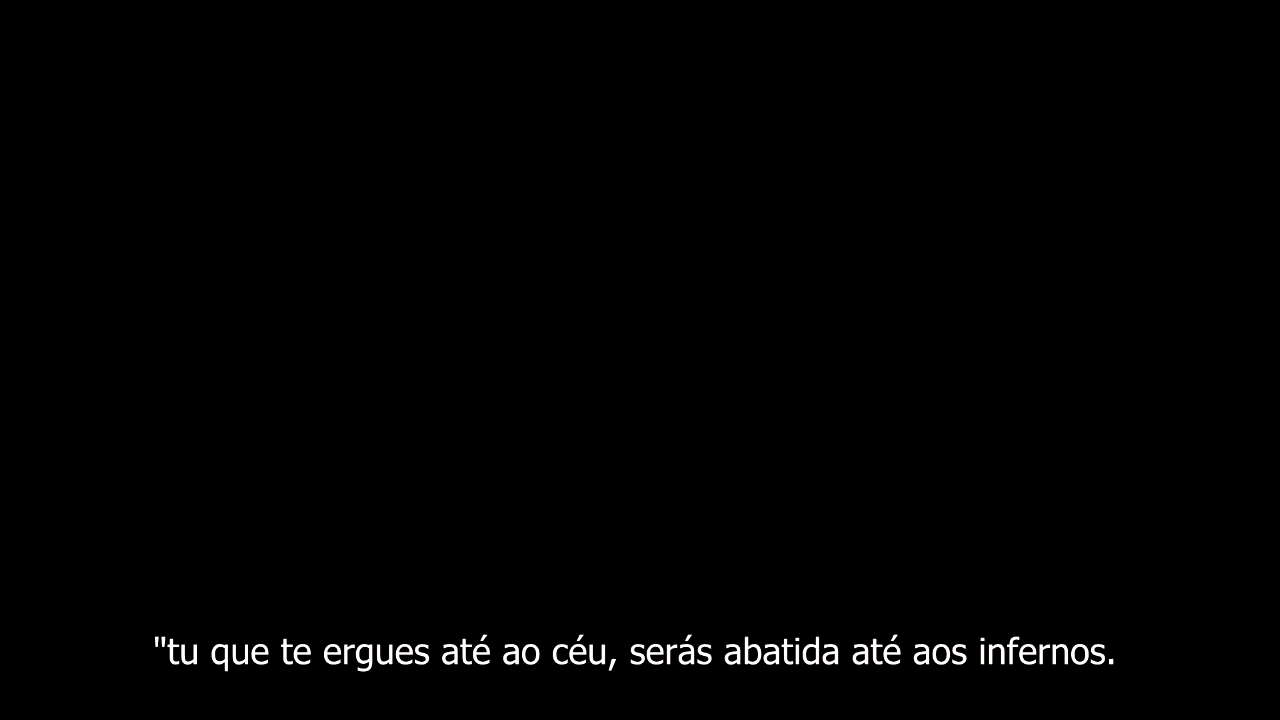 "tu que te ergues até ao céu, serás abatida até aos infernos.